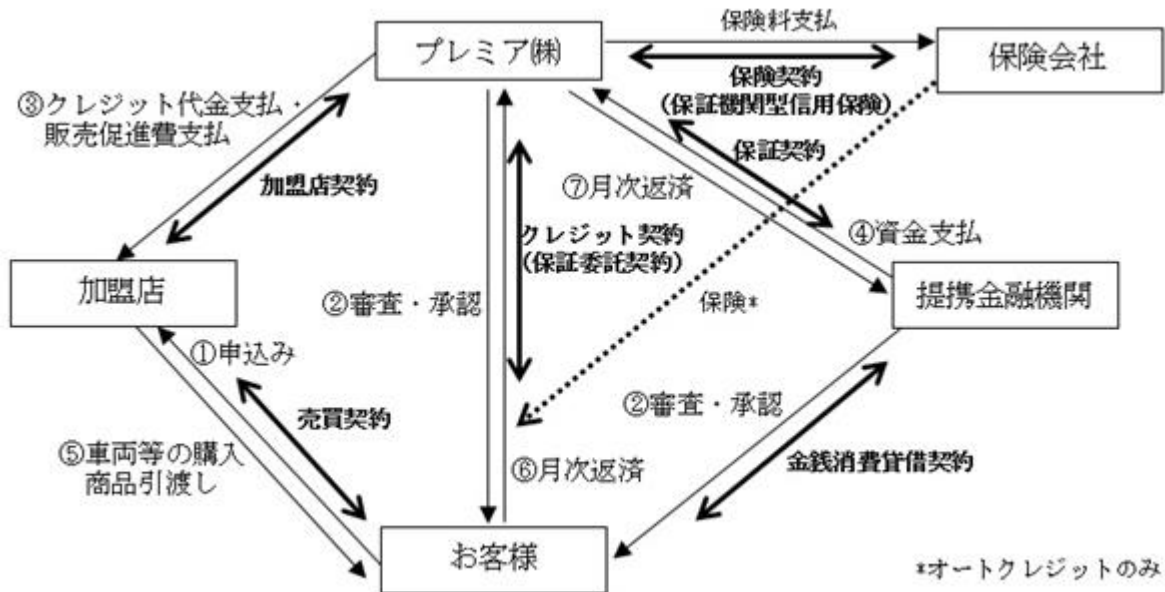 保険料支払
プレミア㈱
保険会社
保険契約
(保証機関型信用保険)
③クレジット代金支払・
販売促進費支払
保証契約
加盟店契約
⑦月次返済
④資金支払
クレジット契約
(保証委託契約)
加盟店
提携金融機関
②審査・承認
保険*
①申込み
②審査・承認
売買契約
⑤車両等の購入
商品引渡し
⑥月次返済
金銭消費貸借契約
お客様
*オートクレジットのみ